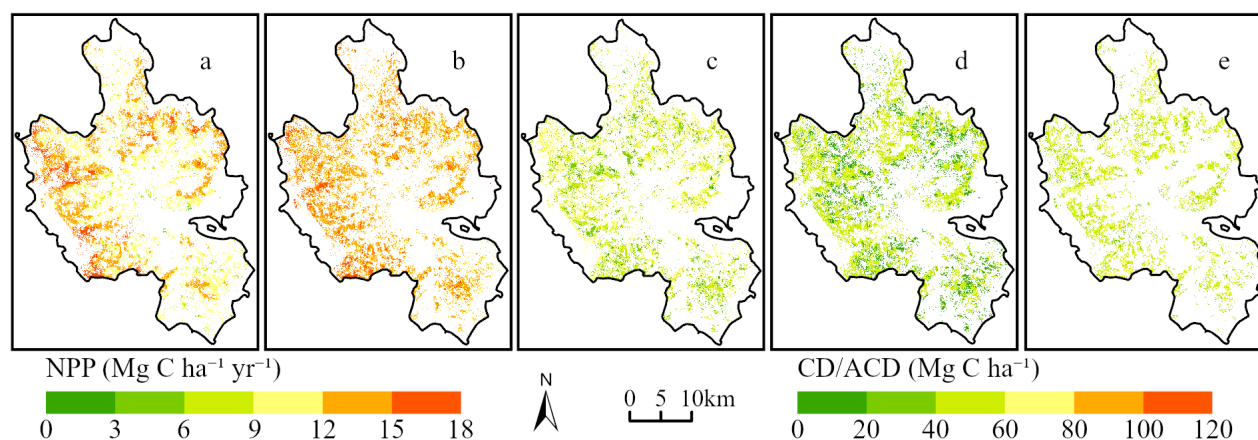 a b c d e
NPP (Mg C ha⁻¹ yr⁻¹) N CD/ACD (Mg C ha⁻¹)
0 5 10km
0 3 6 9 12 15 18 0 20 40 60 80 100 120